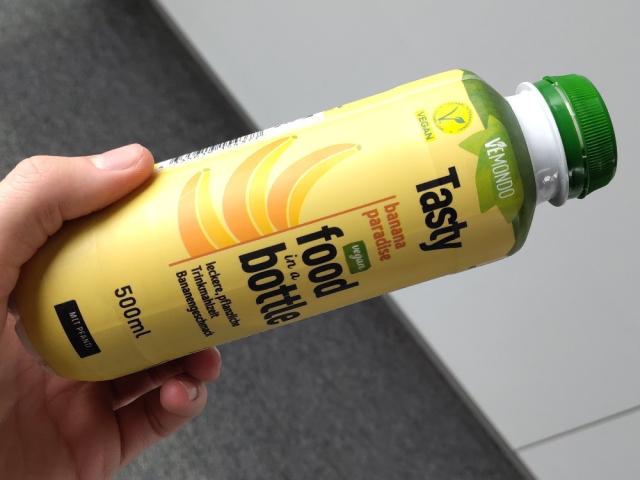 VEGAN
VEMONDO
Tasty
banana
paradise
vegan
food
in a
bottle
leckere, pflanzliche
Trinkmahlzeit
Bananengeschmack
500ml
MIT PFAND